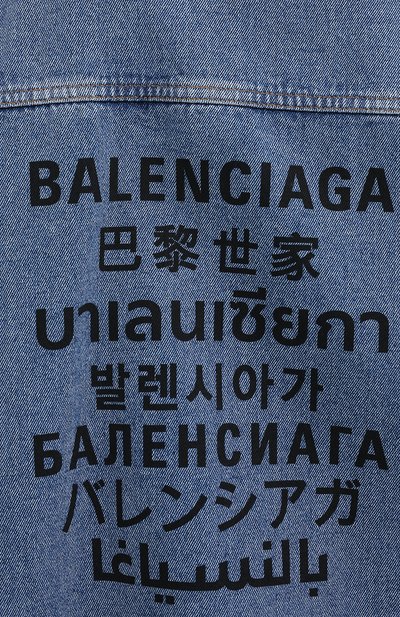 BALENCIAGA
巴黎世家
บาเลนเซียกา
발렌시아가
БАЛЕНСИАГА
バレンシアガ
بالنسياغا